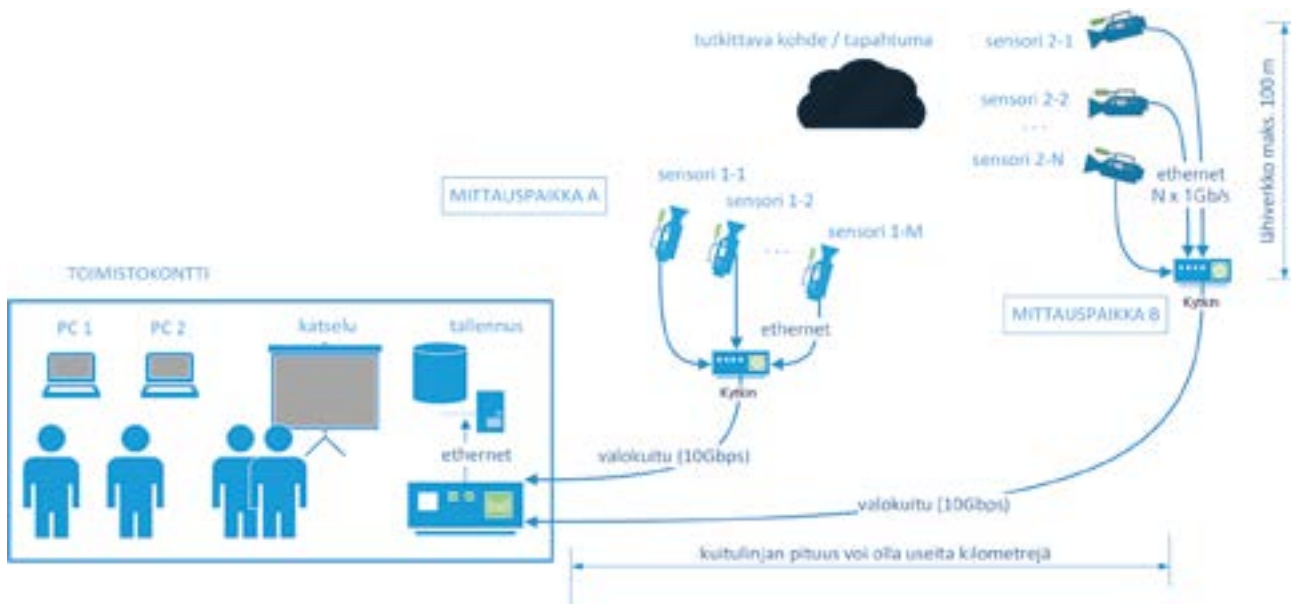 tutkittava kohde / tapahtuma
sensori 2-1
sensori 2-2
...
sensori 2-N
ethernet
N x 1Gb/s
lähiverkko maks. 100 m
Kytkin
MITTAUSPAIKKA B
MITTAUSPAIKKA A
sensori 1-1
sensori 1-2
...
sensori 1-M
ethernet
Kytkin
TOIMISTOKONTTI
PC 1
PC 2
katselu
tallennus
ethernet
valokuitu (10Gbps)
valokuitu (10Gbps)
kuitulinjan pituus voi olla useita kilometrejä